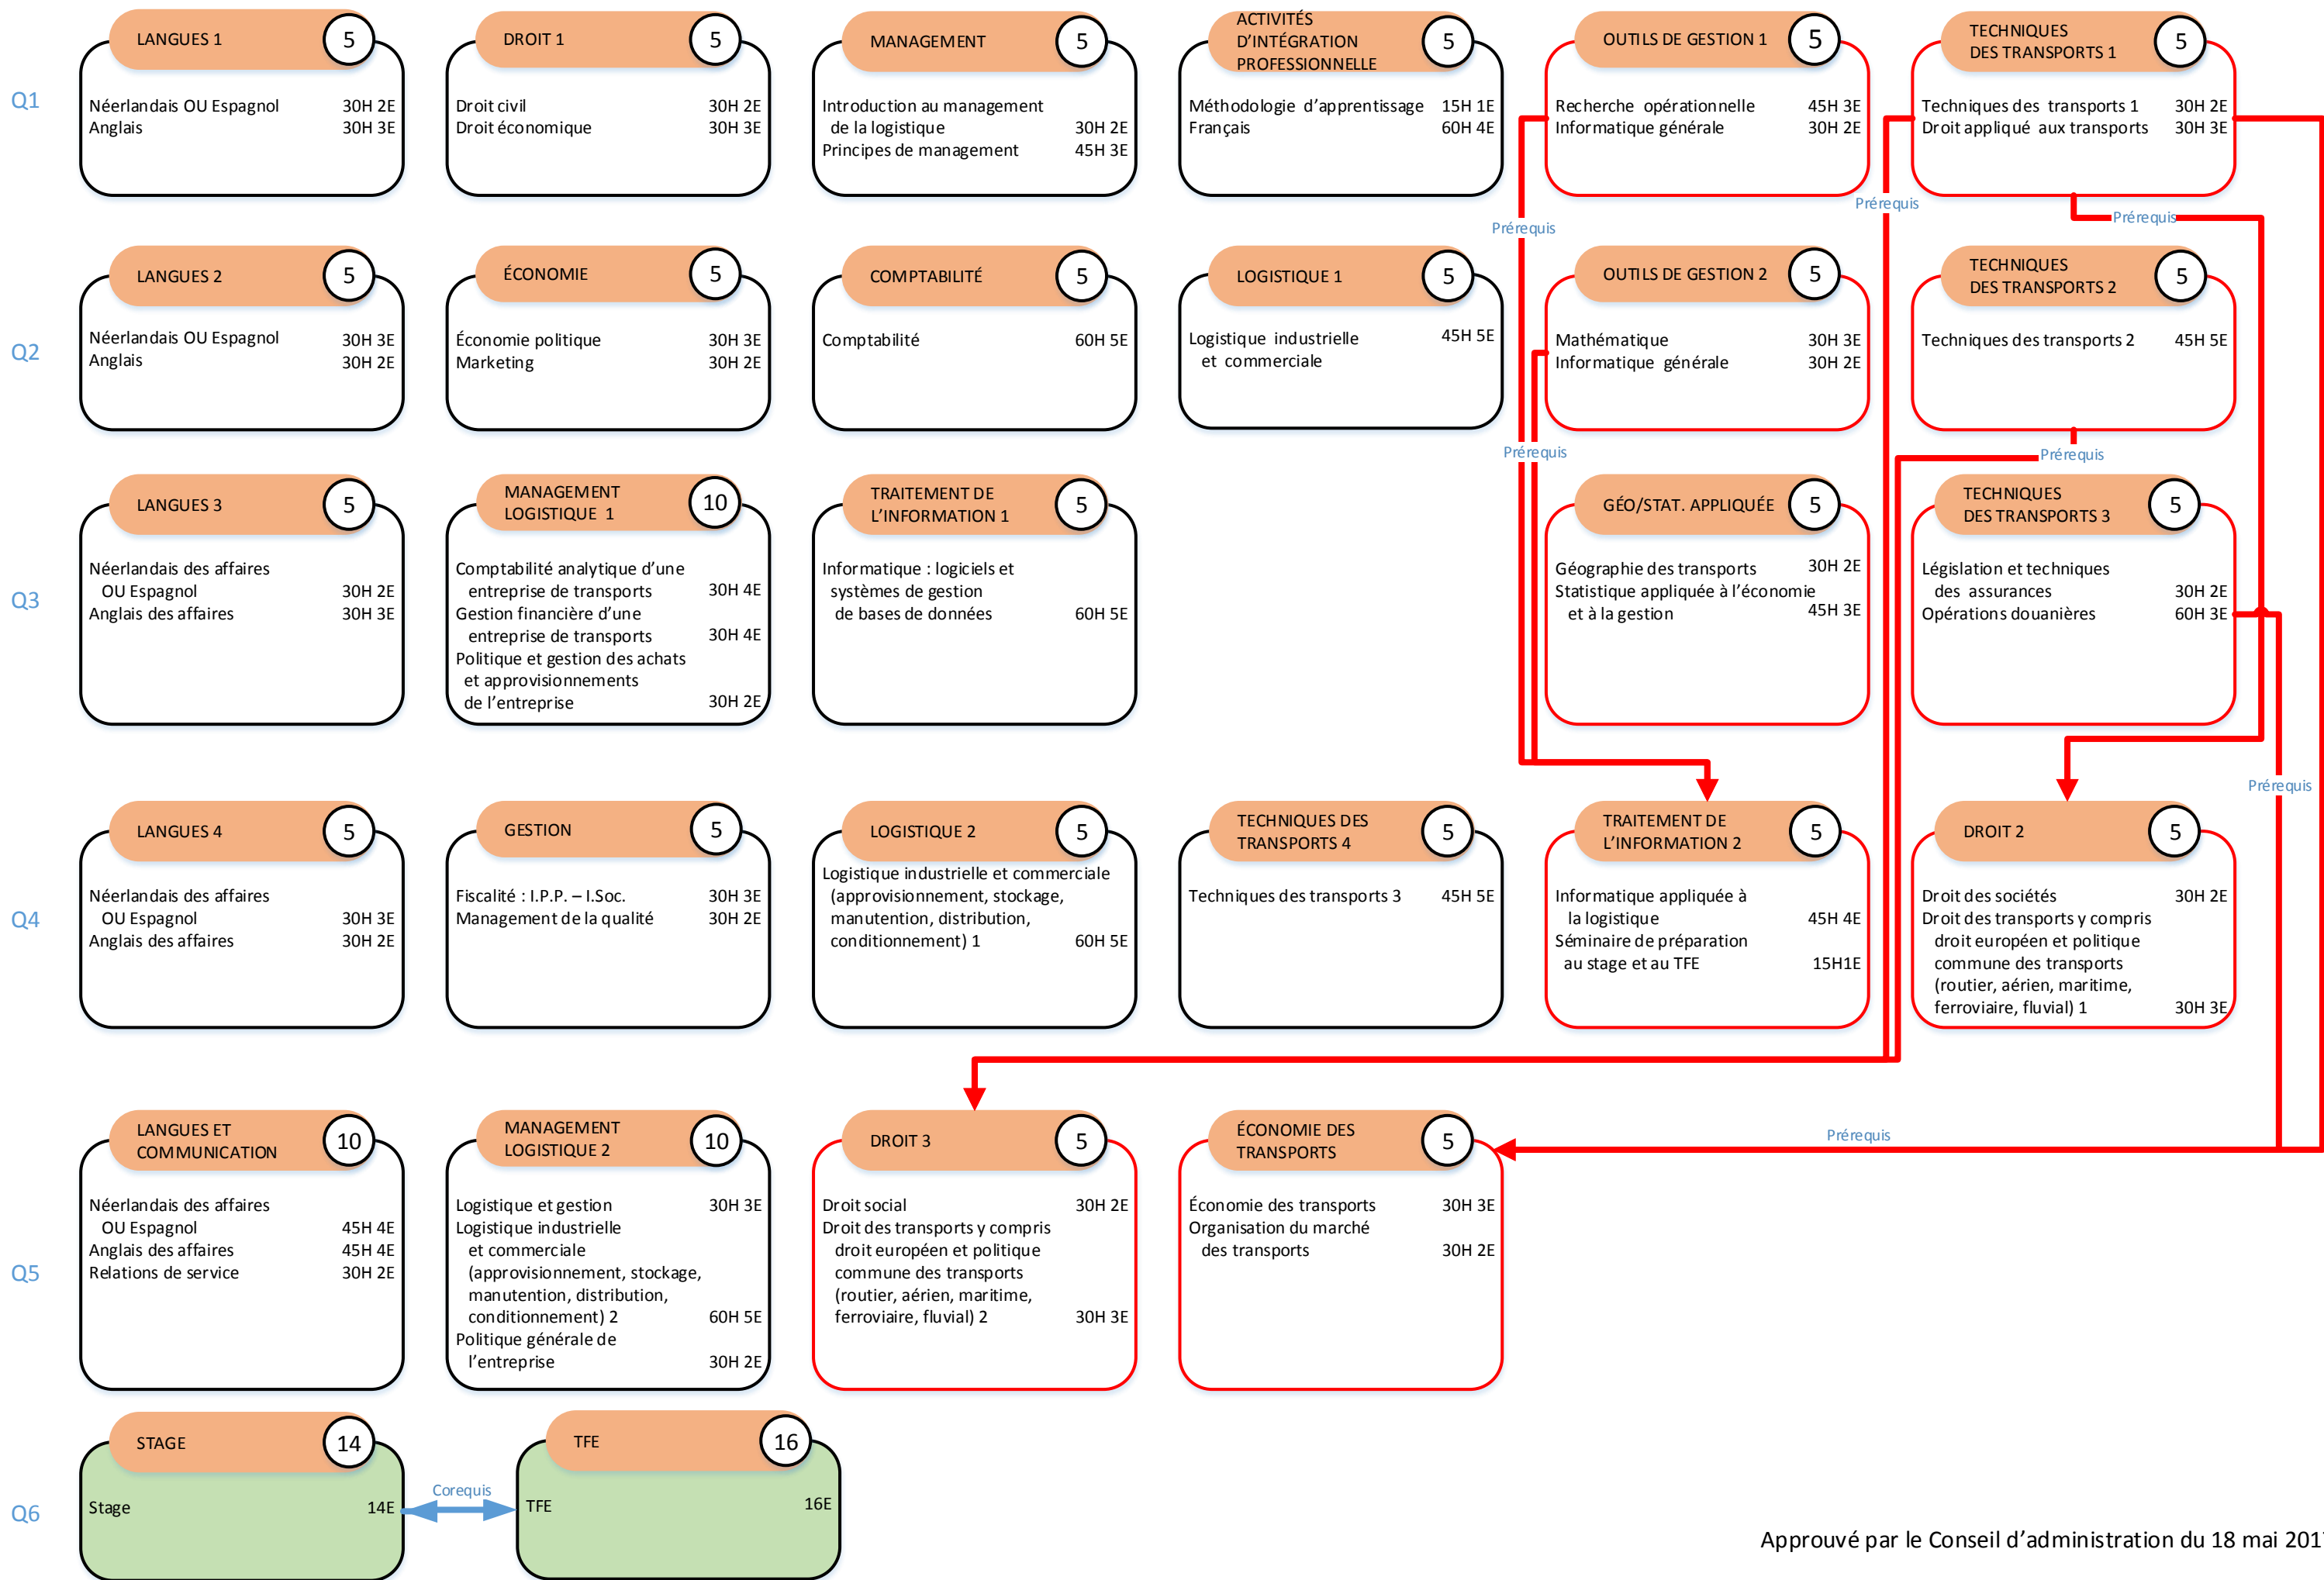 Q1
LANGUES 1
5
Néerlandais OU Espagnol 30H 2E
Anglais 30H 3E
DROIT 1
5
Droit civil 30H 2E
Droit économique 30H 3E
MANAGEMENT
5
Introduction au management
de la logistique 30H 2E
Principes de management 45H 3E
ACTIVITÉS
D’INTÉGRATION
PROFESSIONNELLE
5
Méthodologie d’apprentissage 15H 1E
Français 60H 4E
OUTILS DE GESTION 1
5
Recherche opérationnelle 45H 3E
Informatique générale 30H 2E
TECHNIQUES
DES TRANSPORTS 1
5
Techniques des transports 1 30H 2E
Droit appliqué aux transports 30H 3E
Prérequis
Prérequis
Prérequis
Q2
LANGUES 2
5
Néerlandais OU Espagnol 30H 3E
Anglais 30H 2E
ÉCONOMIE
5
Économie politique 30H 3E
Marketing 30H 2E
COMPTABILITÉ
5
Comptabilité 60H 5E
LOGISTIQUE 1
5
Logistique industrielle 45H 5E
et commerciale
OUTILS DE GESTION 2
5
Mathématique 30H 3E
Informatique générale 30H 2E
TECHNIQUES
DES TRANSPORTS 2
5
Techniques des transports 2 45H 5E
Prérequis
Prérequis
Q3
LANGUES 3
5
Néerlandais des affaires
OU Espagnol 30H 2E
Anglais des affaires 30H 3E
MANAGEMENT
LOGISTIQUE 1
10
Comptabilité analytique d’une
entreprise de transports 30H 4E
Gestion financière d’une
entreprise de transports 30H 4E
Politique et gestion des achats
et approvisionnements
de l’entreprise 30H 2E
TRAITEMENT DE
L’INFORMATION 1
5
Informatique : logiciels et
systèmes de gestion
de bases de données 60H 5E
GÉO/STAT. APPLIQUÉE
5
Géographie des transports 30H 2E
Statistique appliquée à l’économie
et à la gestion 45H 3E
TECHNIQUES
DES TRANSPORTS 3
5
Législation et techniques
des assurances 30H 2E
Opérations douanières 60H 3E
Prérequis
Q4
LANGUES 4
5
Néerlandais des affaires
OU Espagnol 30H 3E
Anglais des affaires 30H 2E
GESTION
5
Fiscalité : I.P.P. – I.Soc. 30H 3E
Management de la qualité 30H 2E
LOGISTIQUE 2
5
Logistique industrielle et commerciale
(approvisionnement, stockage,
manutention, distribution,
conditionnement) 1 60H 5E
TECHNIQUES DES
TRANSPORTS 4
5
Techniques des transports 3 45H 5E
TRAITEMENT DE
L’INFORMATION 2
5
Informatique appliquée à
la logistique 45H 4E
Séminaire de préparation
au stage et au TFE 15H1E
DROIT 2
5
Droit des sociétés 30H 2E
Droit des transports y compris
droit européen et politique
commune des transports
(routier, aérien, maritime,
ferroviaire, fluvial) 1 30H 3E
Q5
LANGUES ET
COMMUNICATION
10
Néerlandais des affaires
OU Espagnol 45H 4E
Anglais des affaires 45H 4E
Relations de service 30H 2E
MANAGEMENT
LOGISTIQUE 2
10
Logistique et gestion 30H 3E
Logistique industrielle
et commerciale
(approvisionnement, stockage,
manutention, distribution,
conditionnement) 2 60H 5E
Politique générale de
l’entreprise 30H 2E
DROIT 3
5
Droit social 30H 2E
Droit des transports y compris
droit européen et politique
commune des transports
(routier, aérien, maritime,
ferroviaire, fluvial) 2 30H 3E
ÉCONOMIE DES
TRANSPORTS
5
Économie des transports 30H 3E
Organisation du marché
des transports 30H 2E
Prérequis
Q6
STAGE
14
Stage 14E
Corequis
TFE
16
TFE 16E
Approuvé par le Conseil d’administration du 18 mai 2017